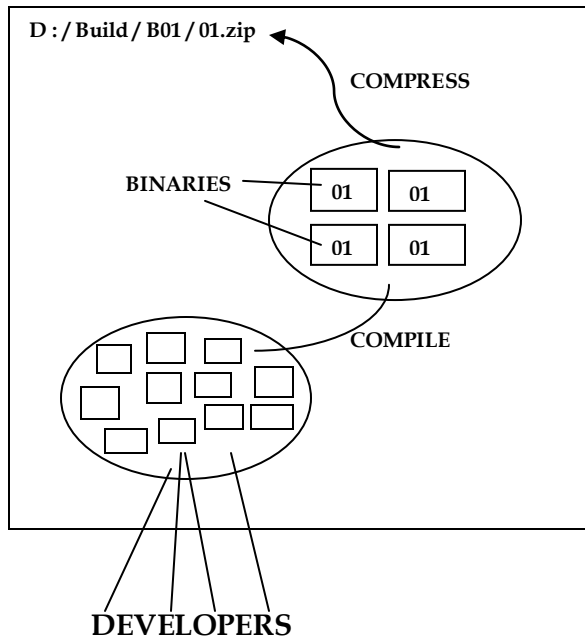 D : / Build / B01 / 01.zip
COMPRESS
BINARIES
01 01
01 01
COMPILE
DEVELOPERS